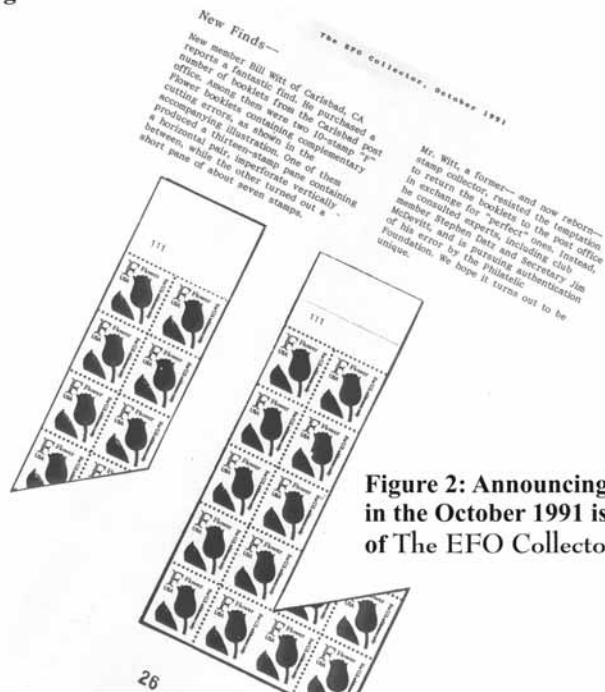 The EFO Collector, October 1991
New Finds—
New member Bill Witt of Carlsbad, CA
reports a fantastic find. He purchased a
number of booklets from the Carlsbad post
office. Among them were two 10-stamp "F"
Flower booklets containing complementary
cutting errors, as shown in the
accompanying illustration. One of them
produced a thirteen-stamp pane containing
a horizontal pair, imperforate vertically
between, while the other turned out a
short pane of about seven stamps.
Mr. Witt, a former— and now reborn—
stamp collector, resisted the temptation
to return the booklets to the post office
in exchange for "perfect" ones. Instead,
he consulted experts, including club
member Stephen Datz and Secretary Jim
McDevitt, and is pursuing authentication
of his error by the Philatelic
Foundation. We hope it turns out to be
unique.
111
111
F Flower
USA
Figure 2: Announcing
in the October 1991 is
of The EFO Collecto
26